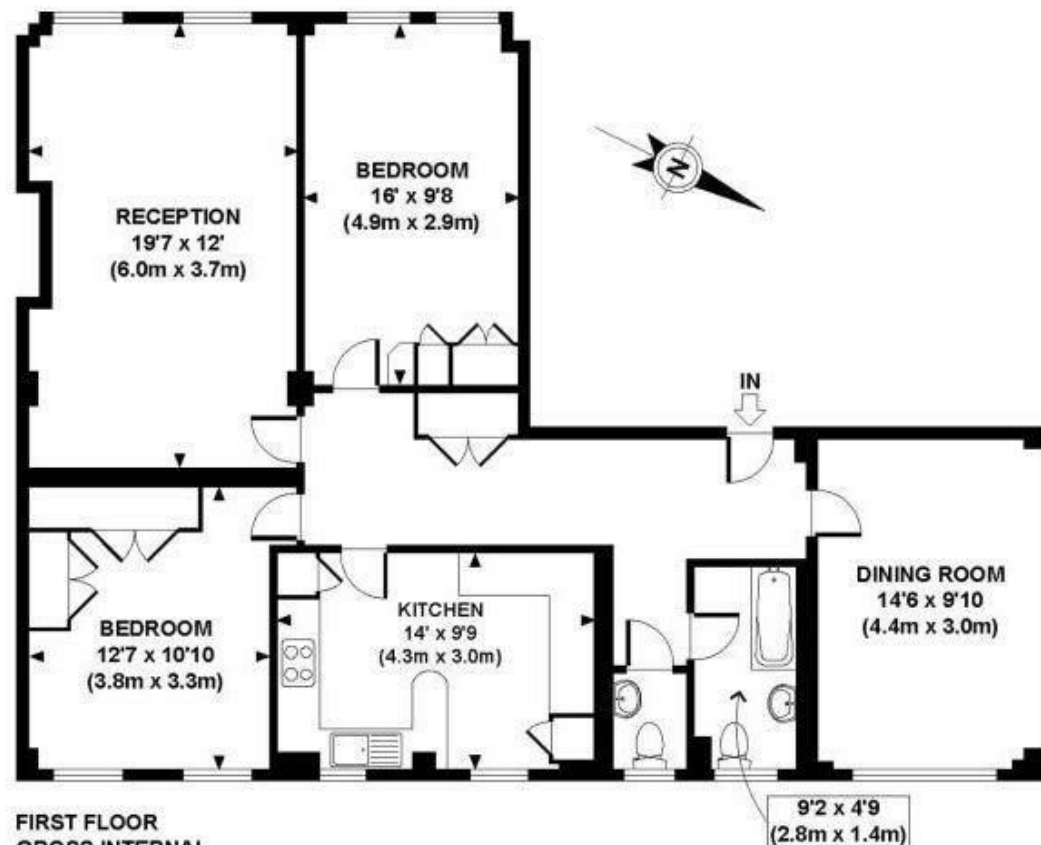 RECEPTION
19'7 x 12'
(6.0m x 3.7m)
BEDROOM
16' x 9'8
(4.9m x 2.9m)
N
IN
BEDROOM
12'7 x 10'10
(3.8m x 3.3m)
KITCHEN
14' x 9'9
(4.3m x 3.0m)
DINING ROOM
14'6 x 9'10
(4.4m x 3.0m)
9'2 x 4'9
(2.8m x 1.4m)
FIRST FLOOR
GROSS INTERNAL